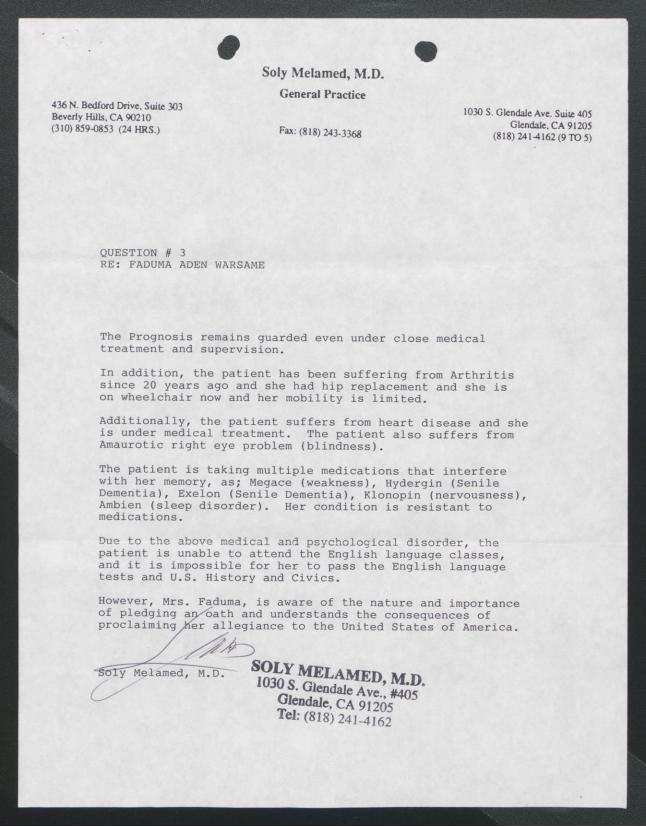 Soly Melamed, M.D.
General Practice
436 N. Bedford Drive, Suite 303
Beverly Hills, CA 90210
(310) 859-0853 (24 HRS.)
Fax: (818) 243-3368
1030 S. Glendale Ave. Suite 405
Glendale, CA 91205
(818) 241-4162 (9 TO 5)
QUESTION # 3
RE: FADUMA ADEN WARSAME
The Prognosis remains guarded even under close medical
treatment and supervision.
In addition, the patient has been suffering from Arthritis
since 20 years ago and she had hip replacement and she is
on wheelchair now and her mobility is limited.
Additionally, the patient suffers from heart disease and she
is under medical treatment. The patient also suffers from
Amaurotic right eye problem (blindness).
The patient is taking multiple medications that interfere
with her memory, as; Megace (weakness), Hydergin (Senile
Dementia), Exelon (Senile Dementia), Klonopin (nervousness),
Ambien (sleep disorder). Her condition is resistant to
medications.
Due to the above medical and psychological disorder, the
patient is unable to attend the English language classes,
and it is impossible for her to pass the English language
tests and U.S. History and Civics.
However, Mrs. Faduma, is aware of the nature and importance
of pledging an oath and understands the consequences of
proclaiming her allegiance to the United States of America.
Soly Melamed, M.D.
SOLY MELAMED, M.D.
1030 S. Glendale Ave., #405
Glendale, CA 91205
Tel: (818) 241-4162